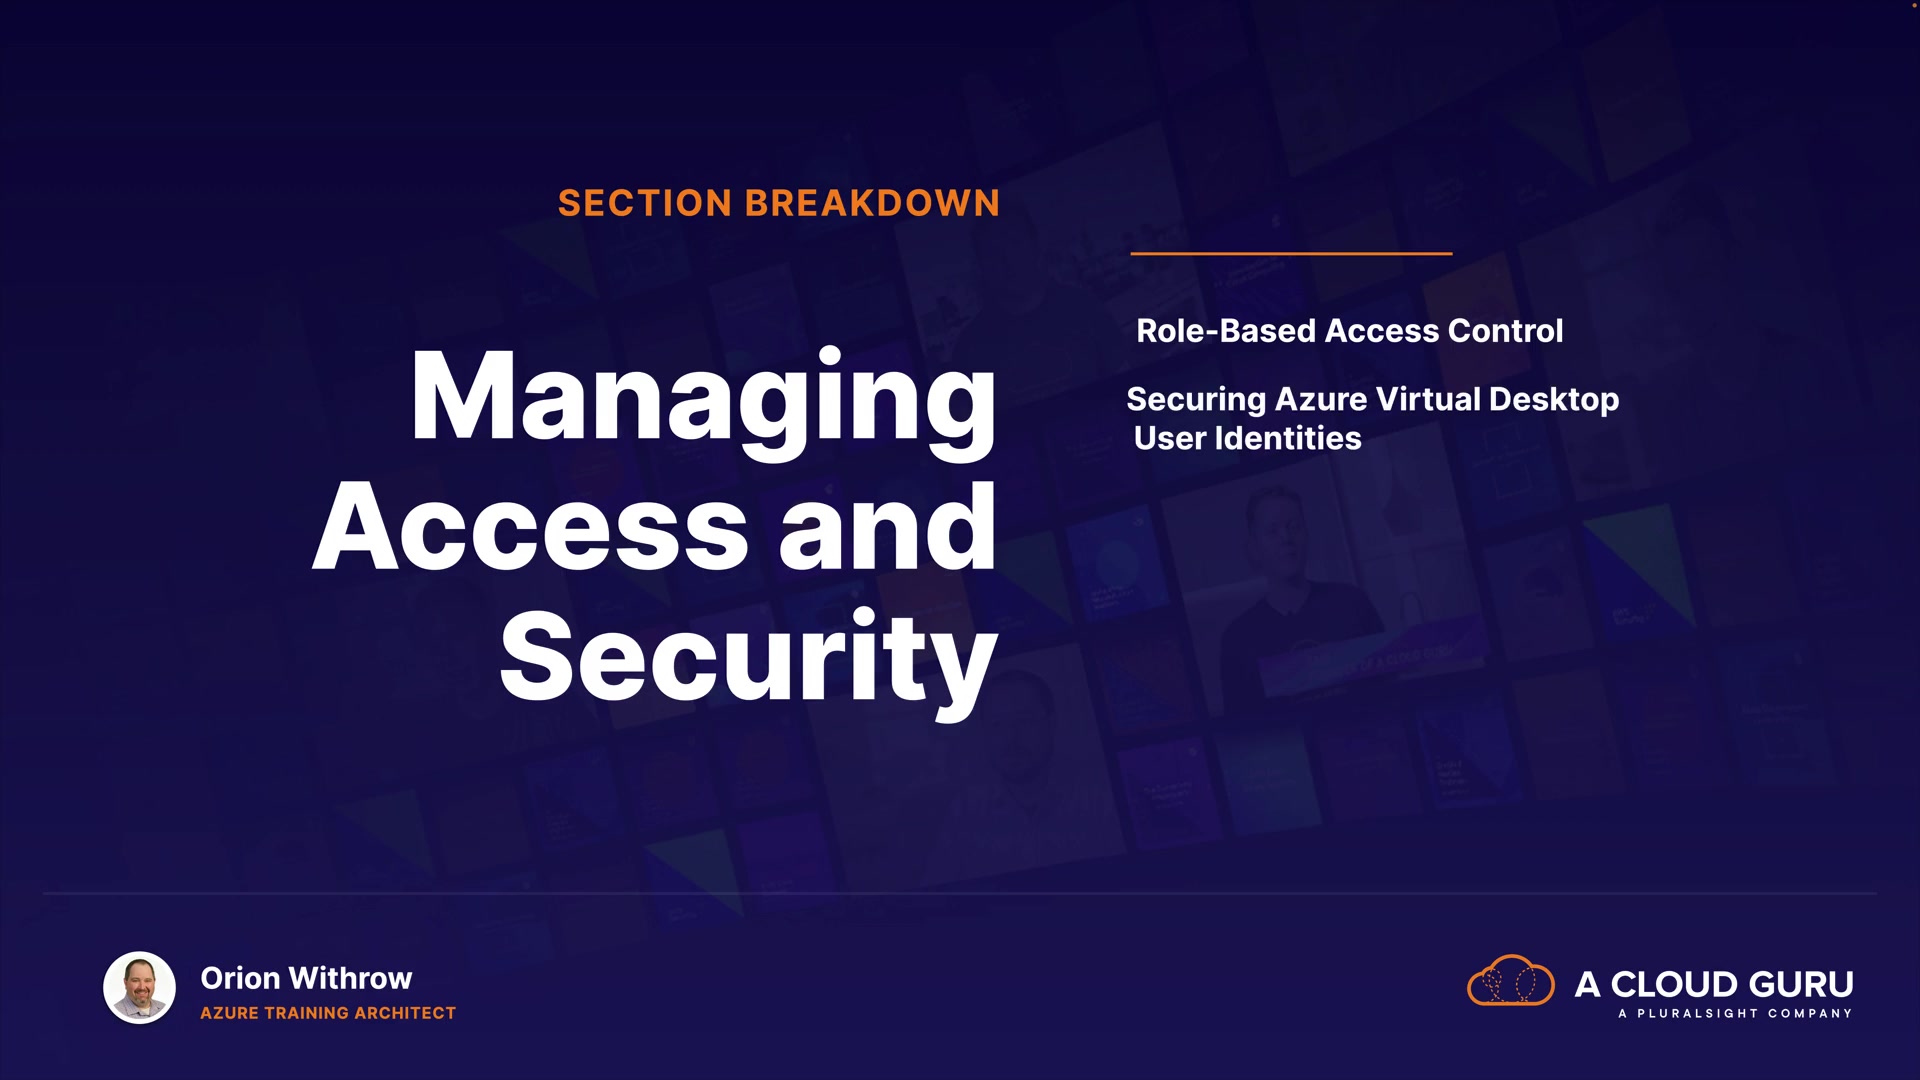 SECTION BREAKDOWN
Managing
Access and
Security
Role-Based Access Control
Securing Azure Virtual Desktop
User Identities
Orion Withrow
AZURE TRAINING ARCHITECT
A CLOUD GURU
A PLURALSIGHT COMPANY